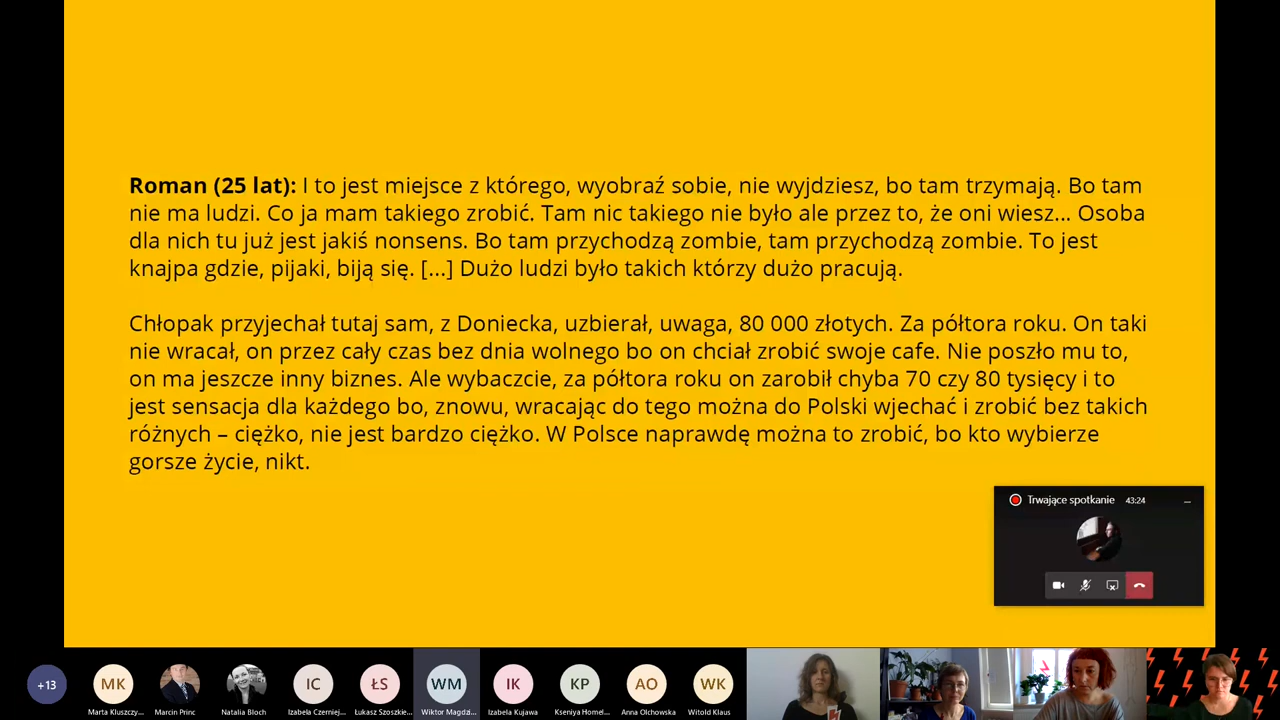 Roman (25 lat): I to jest miejsce z którego, wyobraź sobie, nie wyjdziesz, bo tam trzymają. Bo tam
nie ma ludzi. Co ja mam takiego zrobić. Tam nic takiego nie było ale przez to, że oni wiesz... Osoba
dla nich tu już jest jakiś nonsens. Bo tam przychodzą zombie, tam przychodzą zombie. To jest
knajpa gdzie, pijaki, biją się. [...] Dużo ludzi było takich którzy dużo pracują.
Chłopak przyjechał tutaj sam, z Doniecka, uzbierał, uwaga, 80 000 złotych. Za półtora roku. On taki
nie wracał, on przez cały czas bez dnia wolnego bo on chciał zrobić swoje cafe. Nie poszło mu to,
on ma jeszcze inny biznes. Ale wybaczcie, za półtora roku on zarobił chyba 70 czy 80 tysięcy i to
jest sensacja dla każdego bo, znowu, wracając do tego można do Polski wjechać i zrobić bez takich
różnych – ciężko, nie jest bardzo ciężko. W Polsce naprawdę można to zrobić, bo kto wybierze
gorsze życie, nikt.
Trwające spotkanie 43:24
+13 MK IC ŁS WM IK KP AO WK
Marta Kluszczy... Marcin Princ Natalia Bloch Izabela Czerniej... Łukasz Szoszkie... Wiktor Magdzi... Izabela Kujawa Kseniya Homel... Anna Olchowska Witold Klaus